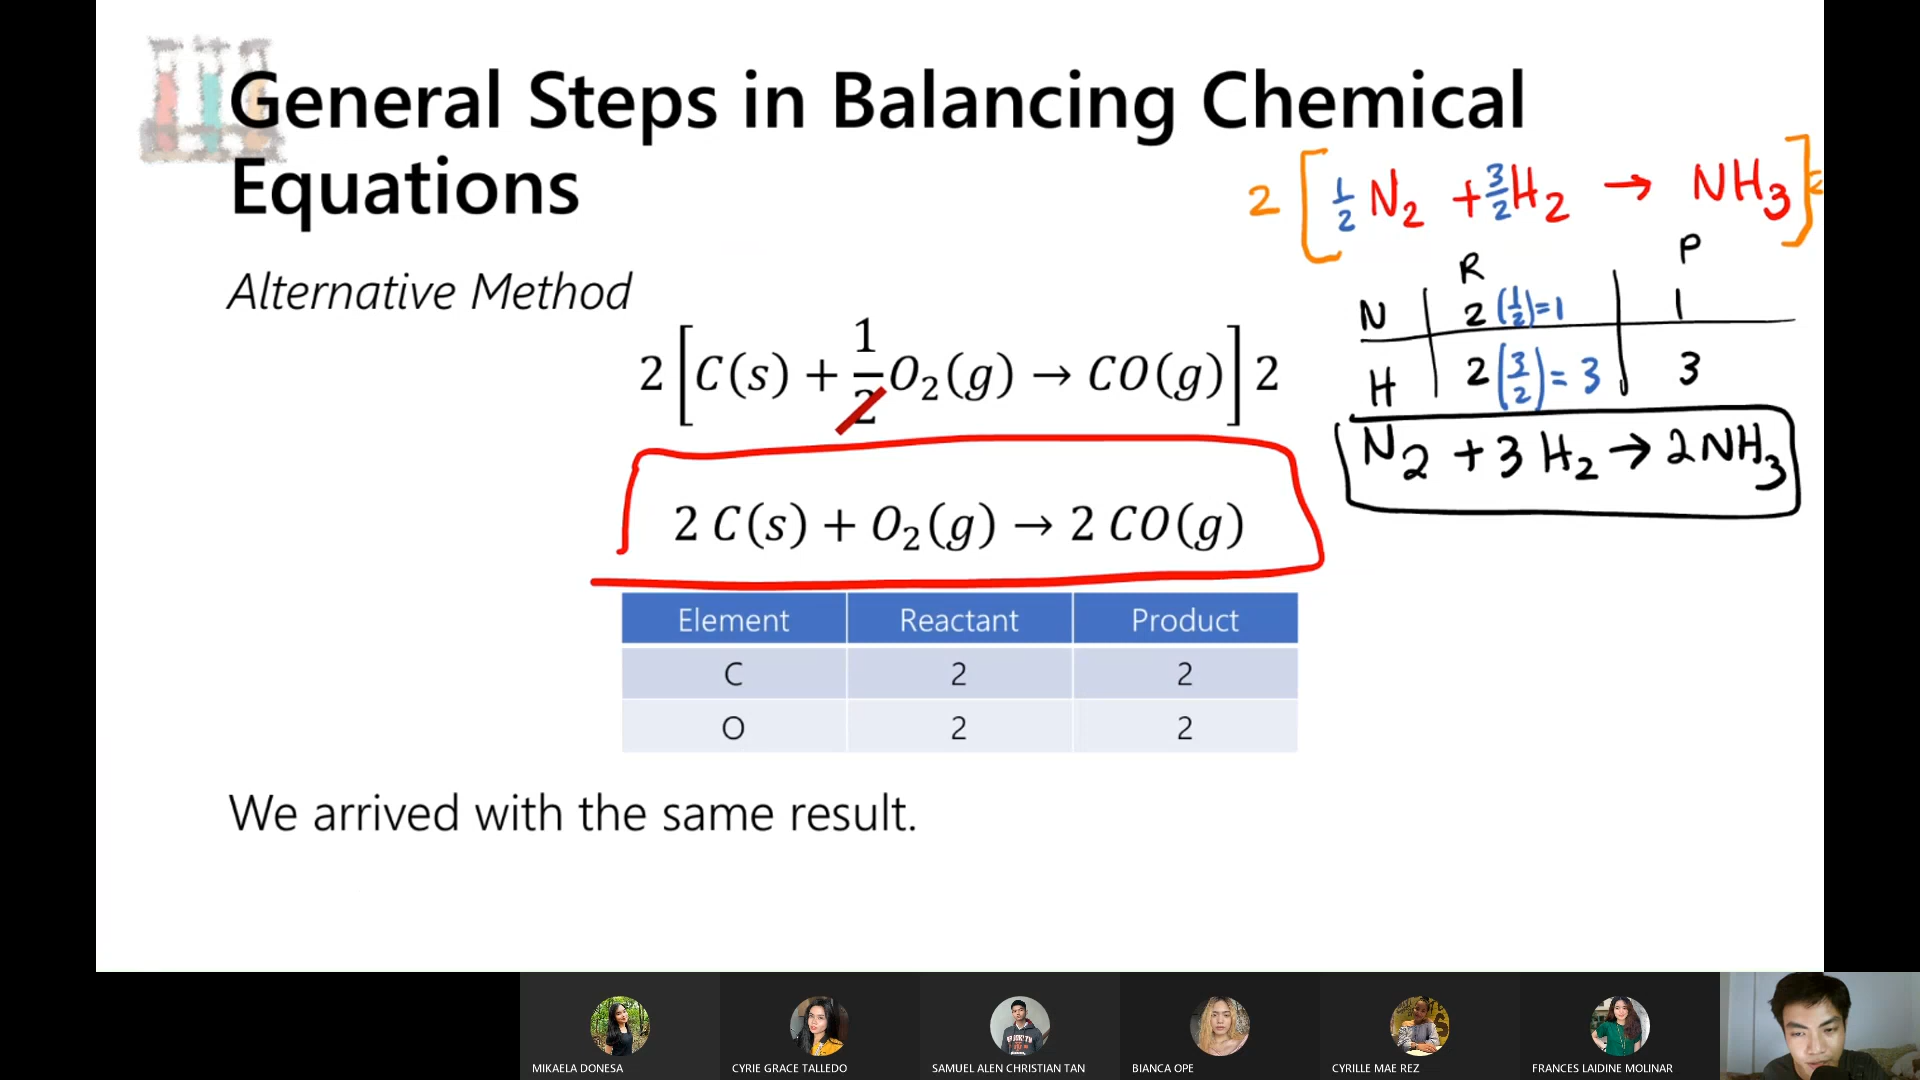 General Steps in Balancing Chemical
Equations
2 [ 1/2 N2 + 3/2 H2 → NH3 ] 2
Alternative Method
2 [ C(s) + 1/2 O2(g) → CO(g) ] 2
2 C(s) + O2(g) → 2 CO(g)
R P
N 2 (1/2) = 1 1
H 2 (3/2) = 3 3
N2 + 3 H2 → 2NH3
Element Reactant Product
C 2 2
O 2 2
We arrived with the same result.
MIKAELA DONESA
CYRIE GRACE TALLEDO
SAMUEL ALEN CHRISTIAN TAN
BIANCA OPE
CYRILLE MAE REZ
FRANCES LAIDINE MOLINAR